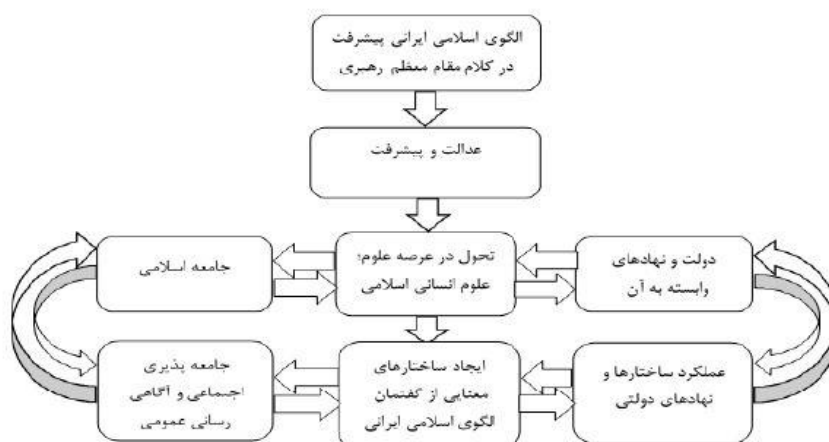 الگوی اسلامی ایرانی پیشرفت
در کلام مقام معظم رهبری
عدالت و پیشرفت
دولت و نهادهای
وابسته به آن
تحول در عرصه علوم؛
علوم انسانی اسلامی
جامعه اسلامی
عملکرد ساختارها و
نهادهای دولتی
ایجاد ساختارهای
معنایی از گفتمان
الگوی اسلامی ایرانی
جامعه پذیری
اجتماعی و آگاهی
رسانی عمومی